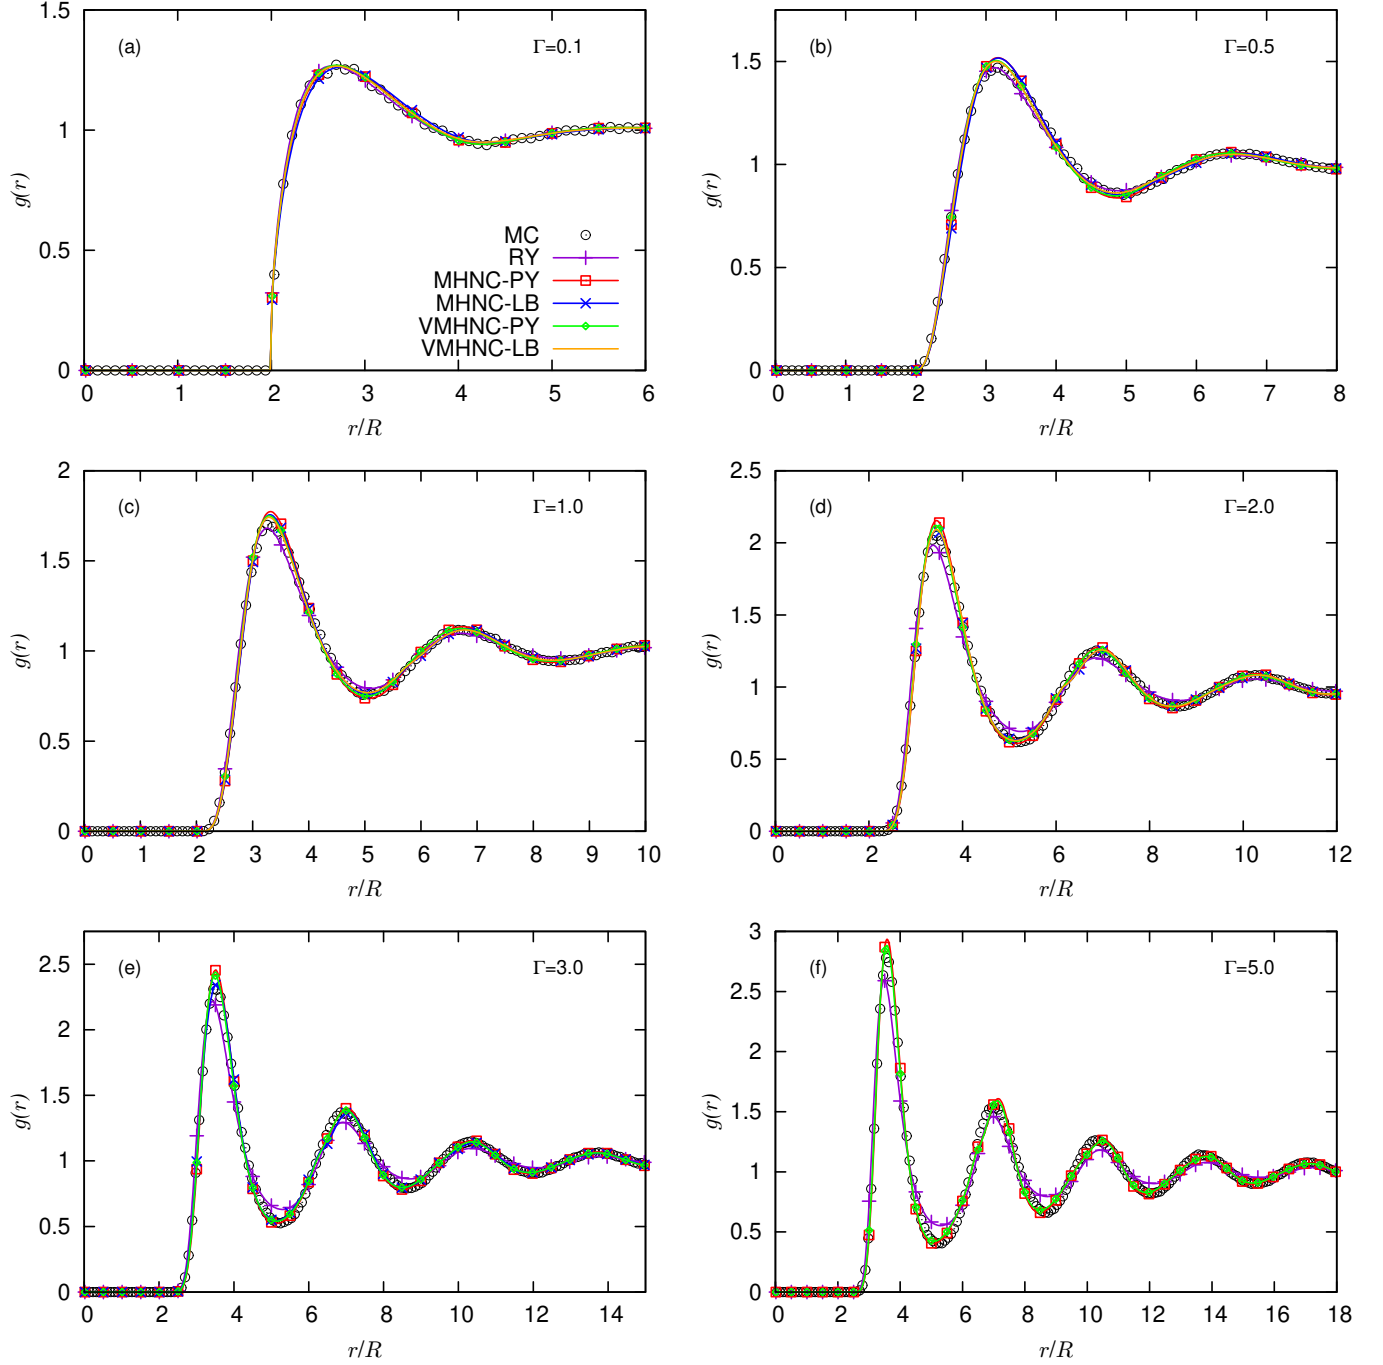 (a) Γ=0.1
1.5
1
0.5
0
g(r)
MC
RY
MHNC-PY
MHNC-LB
VMHNC-PY
VMHNC-LB
0 1 2 3 4 5 6
r/R
(b) Γ=0.5
1.5
1
0.5
0
g(r)
0 1 2 3 4 5 6 7 8
r/R
(c) Γ=1.0
2
1.5
1
0.5
0
g(r)
0 1 2 3 4 5 6 7 8 9 10
r/R
(d) Γ=2.0
2.5
2
1.5
1
0.5
0
g(r)
0 2 4 6 8 10 12
r/R
(e) Γ=3.0
2.5
2
1.5
1
0.5
0
g(r)
0 2 4 6 8 10 12 14
r/R
(f) Γ=5.0
3
2.5
2
1.5
1
0.5
0
g(r)
0 2 4 6 8 10 12 14 16 18
r/R